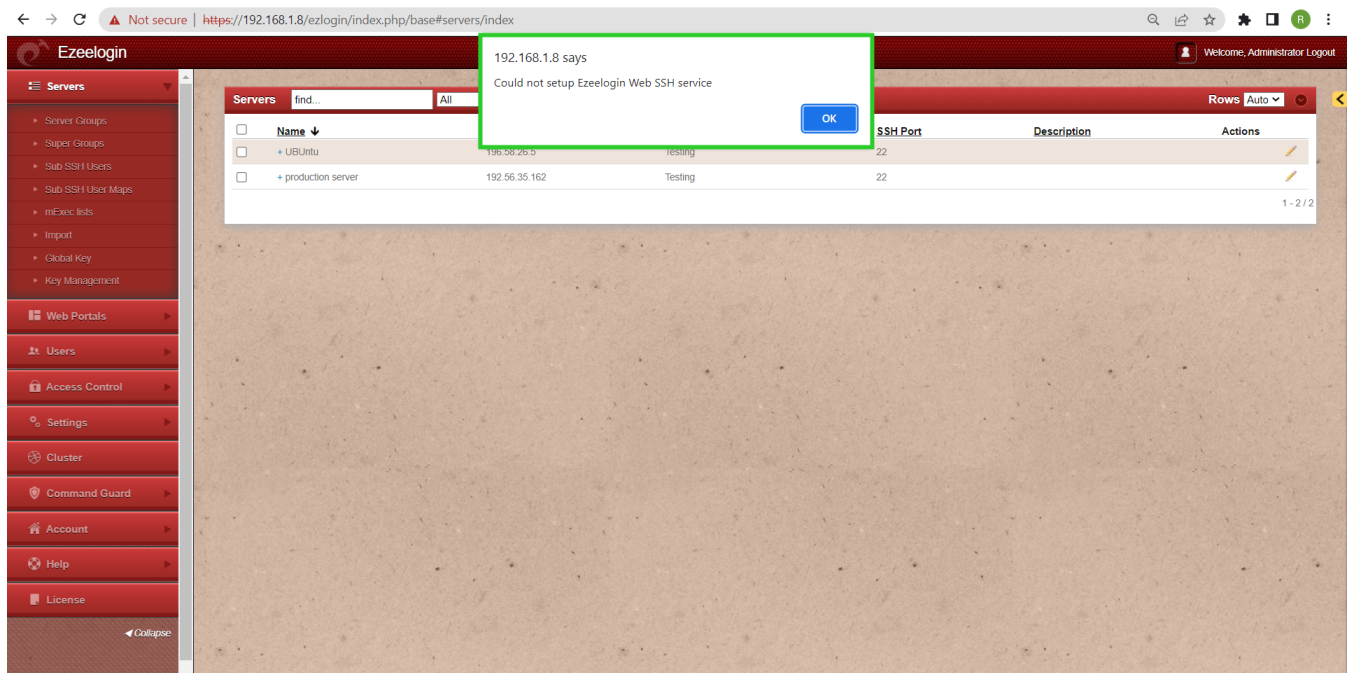 Not secure | https://192.168.1.8/ezlogin/index.php/base#servers/index
R
Ezeelogin
Welcome, Administrator Logout
192.168.1.8 says
Could not setup Ezeelogin Web SSH service
OK
Servers
Server Groups
Super Groups
Sub SSH Users
Sub SSH User Maps
mExec lists
Import
Global Key
Key Management
Web Portals
Users
Access Control
Settings
Cluster
Command Guard
Account
Help
License
Collapse
Servers find... All Rows Auto
Name SSH Port Description Actions
+ UBUntu 196.58.26.5 Testing 22
+ production server 192.56.35.162 Testing 22
1 - 2 / 2